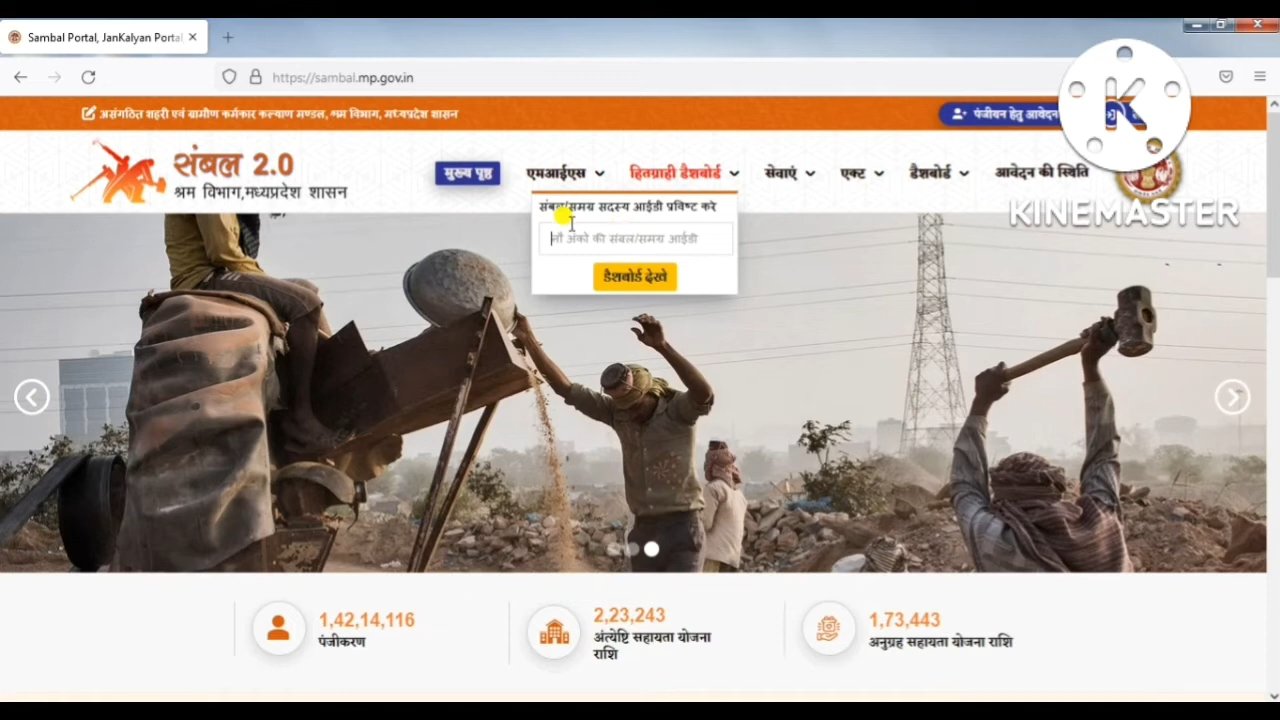 Sambal Portal, JanKalyan Portal
https://sambal.mp.gov.in
असंगठित शहरी एवं ग्रामीण कर्मकार कल्याण मण्डल, श्रम विभाग, मध्यप्रदेश शासन
पंजीयन हेतु आवेदन
संबल 2.0
श्रम विभाग,मध्यप्रदेश शासन
मुख्य पृष्ठ
एमआईएस
हितग्राही डैशबोर्ड
सेवाएं
एक्ट
डैशबोर्ड
आवेदन की स्थिति
KINEMASTER
संबल/समग्र सदस्य आईडी प्रविष्ट करे
नौ अंको की संबल/समग्र आईडी
डैशबोर्ड देखे
1,42,14,116
पंजीकरण
2,23,243
अंत्येष्टि सहायता योजना
राशि
1,73,443
अनुग्रह सहायता योजना राशि